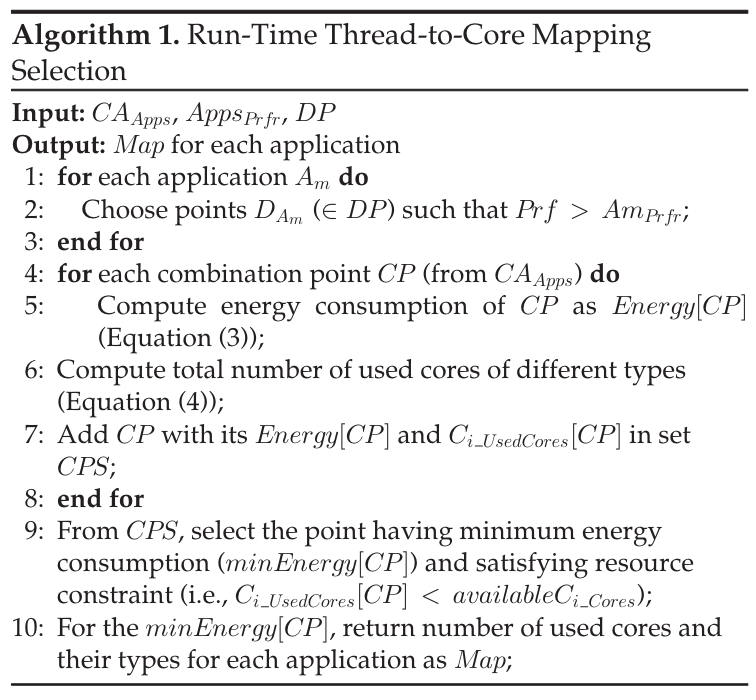 Algorithm 1. Run-Time Thread-to-Core Mapping
Selection
Input: CA_{Apps}, Apps_{Prfr}, DP
Output: Map for each application
1: for each application A_m do
2: Choose points D_{A_m} (∈ DP) such that Prf > Am_{Prfr};
3: end for
4: for each combination point CP (from CA_{Apps}) do
5: Compute energy consumption of CP as Energy[CP]
(Equation (3));
6: Compute total number of used cores of different types
(Equation (4));
7: Add CP with its Energy[CP] and C_{i_UsedCores}[CP] in set
CPS;
8: end for
9: From CPS, select the point having minimum energy
consumption (minEnergy[CP]) and satisfying resource
constraint (i.e., C_{i_UsedCores}[CP] < availableC_{i_Cores});
10: For the minEnergy[CP], return number of used cores and
their types for each application as Map;